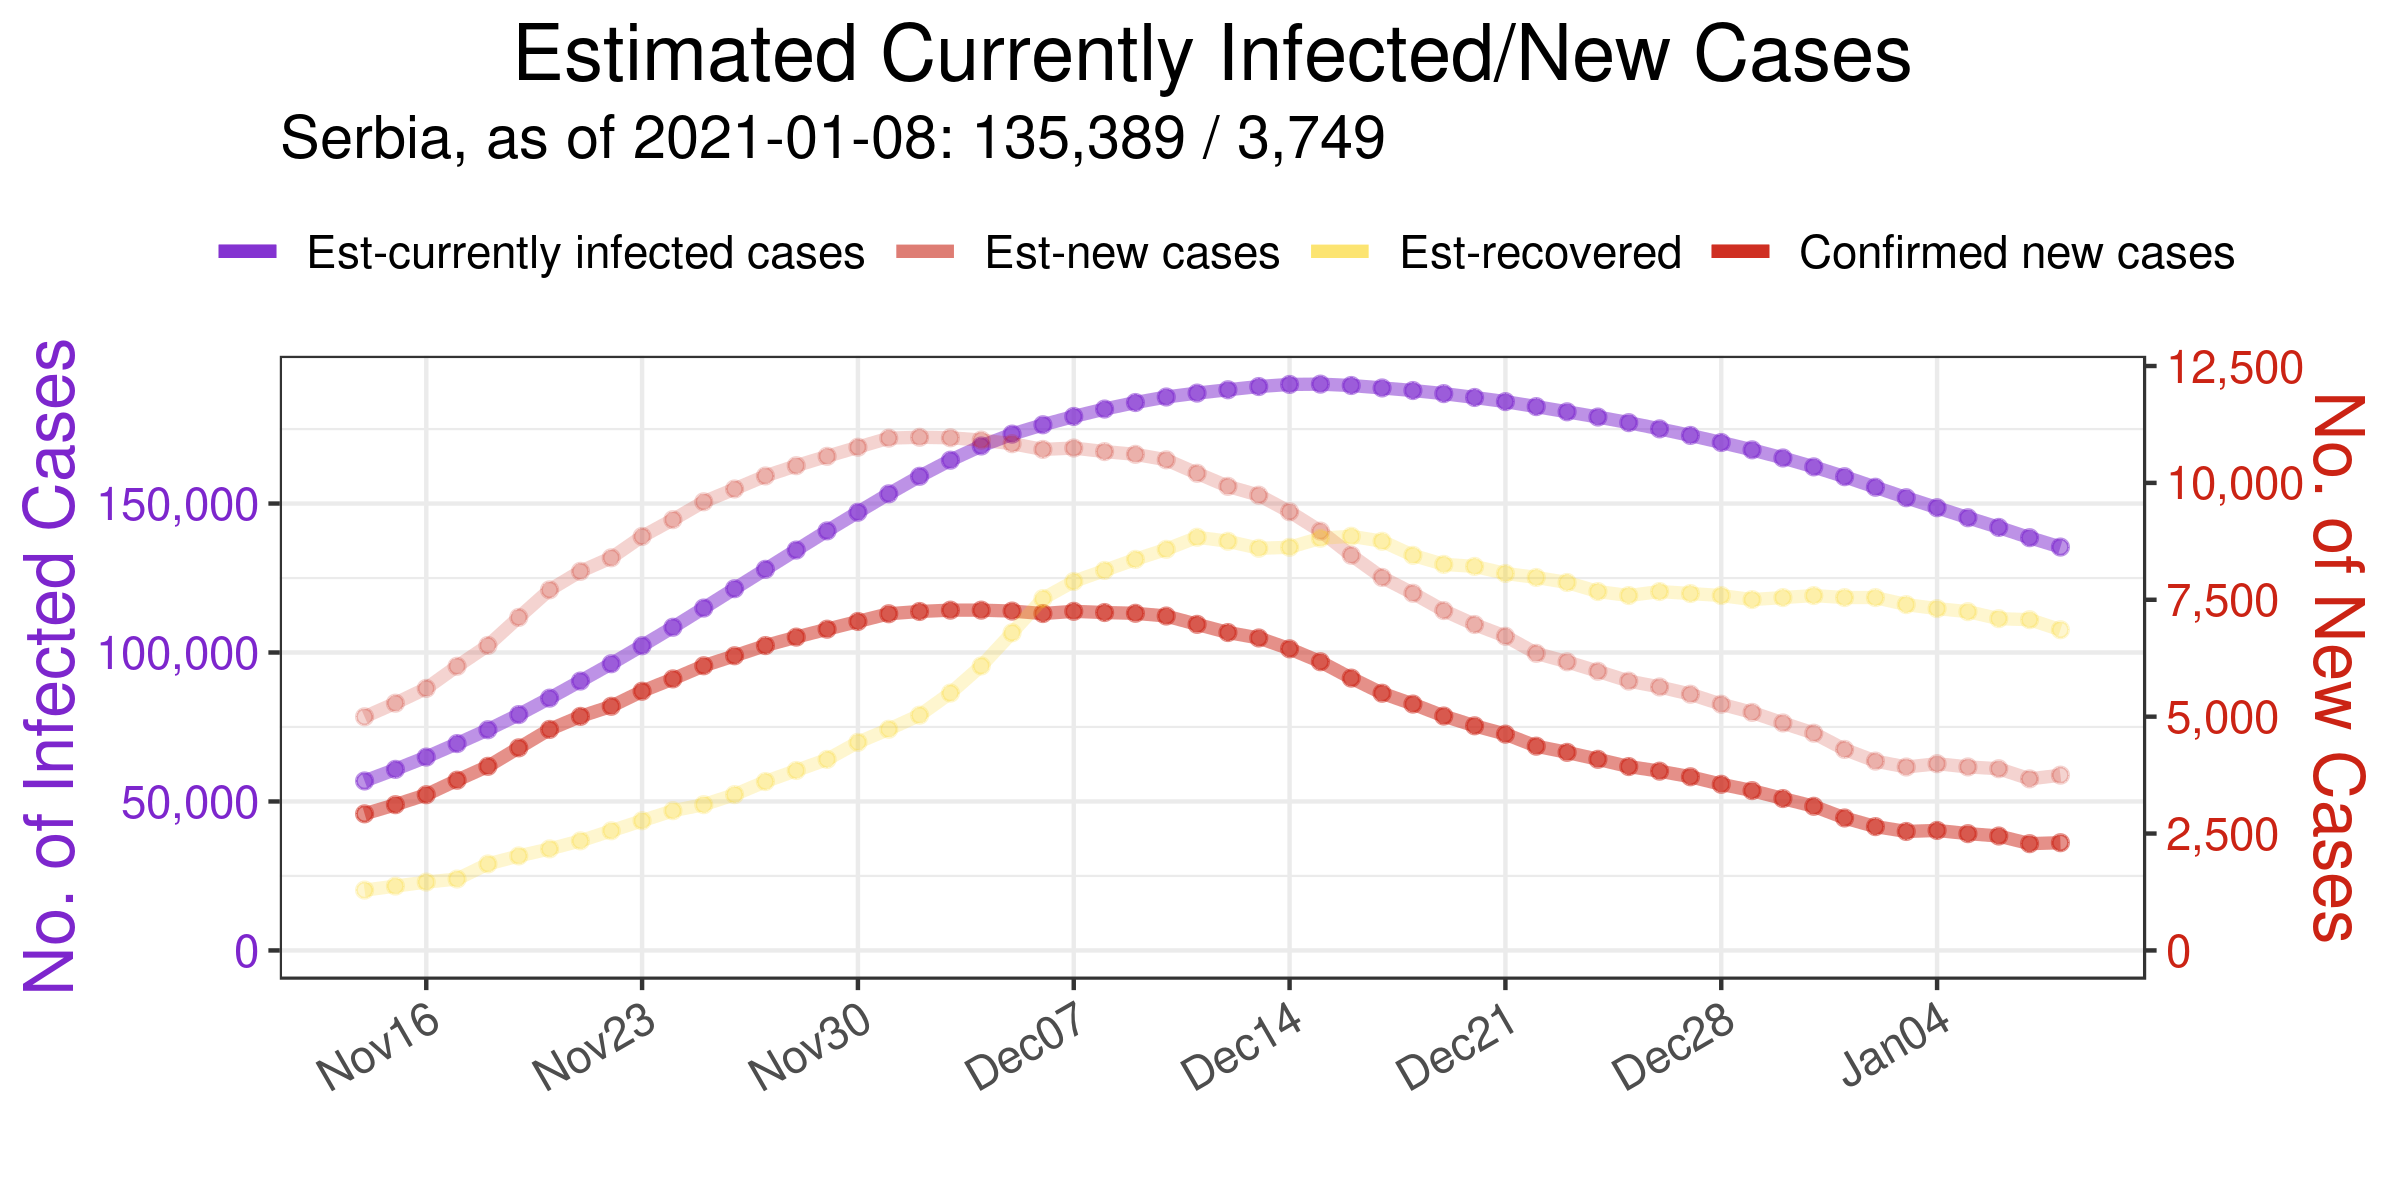 Estimated Currently Infected/New Cases
Serbia, as of 2021-01-08: 135,389 / 3,749
Est-currently infected cases Est-new cases Est-recovered Confirmed new cases
No. of Infected Cases
150,000
100,000
50,000
0
12,500
10,000
7,500
5,000
2,500
0
No. of New Cases
Nov16 Nov23 Nov30 Dec07 Dec14 Dec21 Dec28 Jan04